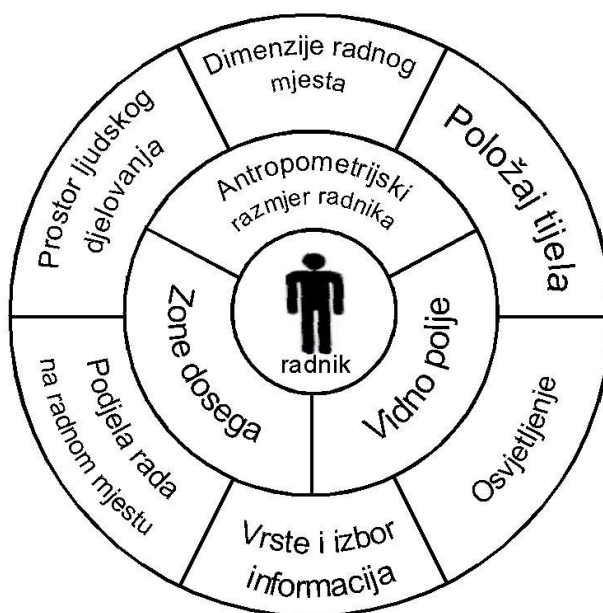 Dimenzije radnog
mjesta
Položaj tijela
Osvjetljenje
Vrste i izbor
informacija
Podjela rada
na radnom mjestu
Prostor ljudskog
djelovanja
Antropometrijski
razmjer radnika
Vidno polje
Zone dosega
radnik